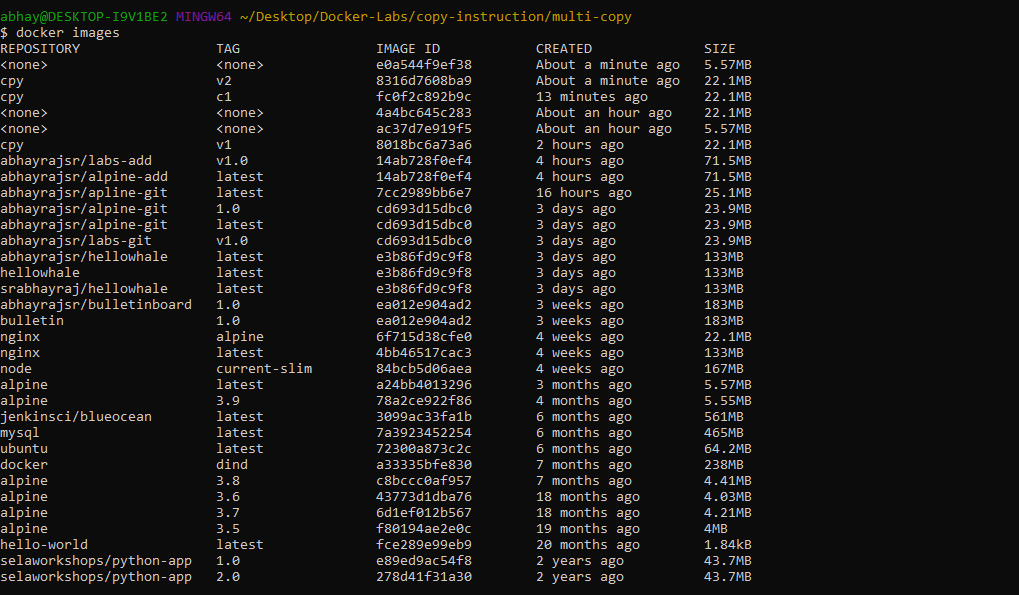 abhay@DESKTOP-I9V1BE2 MINGW64 ~/Desktop/Docker-Labs/copy-instruction/multi-copy
$ docker images
REPOSITORY TAG IMAGE ID CREATED SIZE
<none> <none> e0a544f9ef38 About a minute ago 5.57MB
cpy v2 8316d7608ba9 About a minute ago 22.1MB
cpy c1 fc0f2c892b9c 13 minutes ago 22.1MB
<none> <none> 4a4bc645c283 About an hour ago 22.1MB
<none> <none> ac37d7e919f5 About an hour ago 5.57MB
cpy v1 8018bc6a73a6 2 hours ago 22.1MB
abhayrajsr/labs-add v1.0 14ab728f0ef4 4 hours ago 71.5MB
abhayrajsr/alpine-add latest 14ab728f0ef4 4 hours ago 71.5MB
abhayrajsr/apline-git latest 7cc2989bb6e7 16 hours ago 25.1MB
abhayrajsr/alpine-git 1.0 cd693d15dbc0 3 days ago 23.9MB
abhayrajsr/alpine-git latest cd693d15dbc0 3 days ago 23.9MB
abhayrajsr/labs-git v1.0 cd693d15dbc0 3 days ago 23.9MB
abhayrajsr/hellowhale latest e3b86fd9c9f8 3 days ago 133MB
hellowhale latest e3b86fd9c9f8 3 days ago 133MB
srabhayraj/hellowhale latest e3b86fd9c9f8 3 days ago 133MB
abhayrajsr/bulletinboard 1.0 ea012e904ad2 3 weeks ago 183MB
bulletin 1.0 ea012e904ad2 3 weeks ago 183MB
nginx alpine 6f715d38cfe0 4 weeks ago 22.1MB
nginx latest 4bb46517cac3 4 weeks ago 133MB
node current-slim 84bcb5d06aea 4 weeks ago 167MB
alpine latest a24bb4013296 3 months ago 5.57MB
alpine 3.9 78a2ce922f86 4 months ago 5.55MB
jenkinsci/blueocean latest 3099ac33fa1b 6 months ago 561MB
mysql latest 7a3923452254 6 months ago 465MB
ubuntu latest 72300a873c2c 6 months ago 64.2MB
docker dind a33335bfe830 7 months ago 238MB
alpine 3.8 c8bccc0af957 7 months ago 4.41MB
alpine 3.6 43773d1dba76 18 months ago 4.03MB
alpine 3.7 6d1ef012b567 18 months ago 4.21MB
alpine 3.5 f80194ae2e0c 19 months ago 4MB
hello-world latest fce289e99eb9 20 months ago 1.84kB
selaworkshops/python-app 1.0 e89ed9ac54f8 2 years ago 43.7MB
selaworkshops/python-app 2.0 278d41f31a30 2 years ago 43.7MB